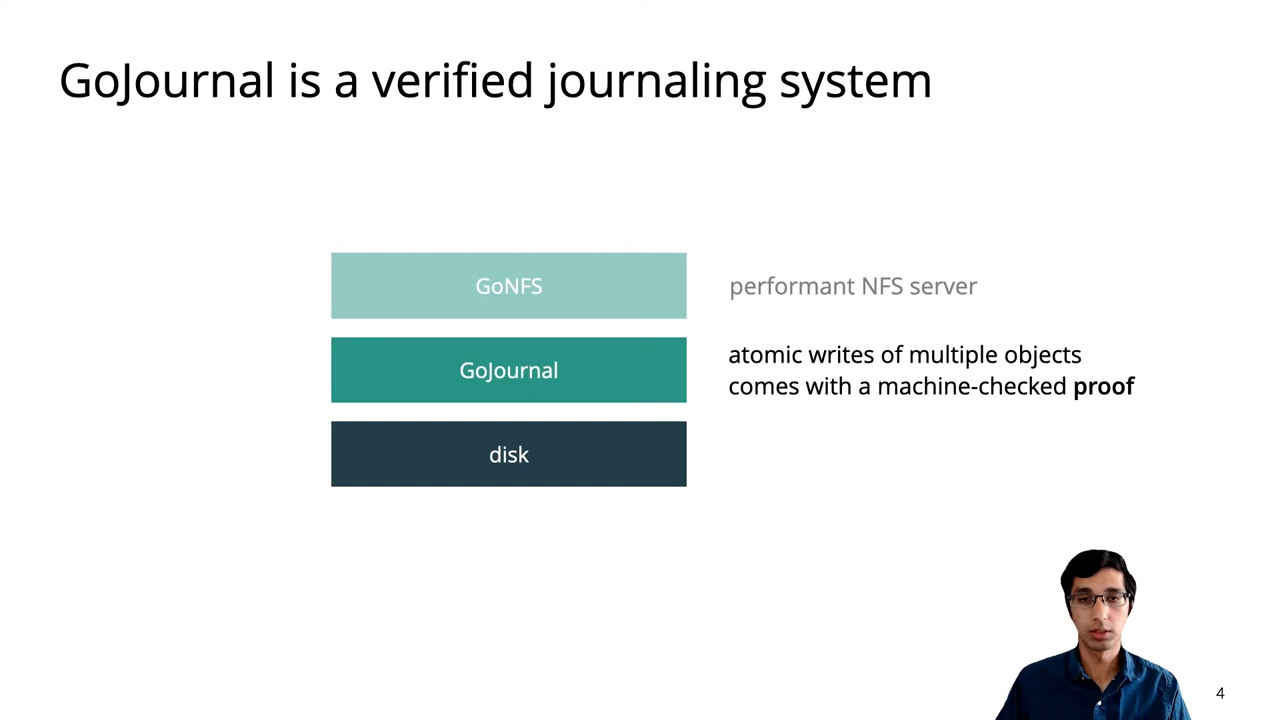 GoJournal is a verified journaling system
GoNFS
performant NFS server
GoJournal
atomic writes of multiple objects
comes with a machine-checked proof
disk
4